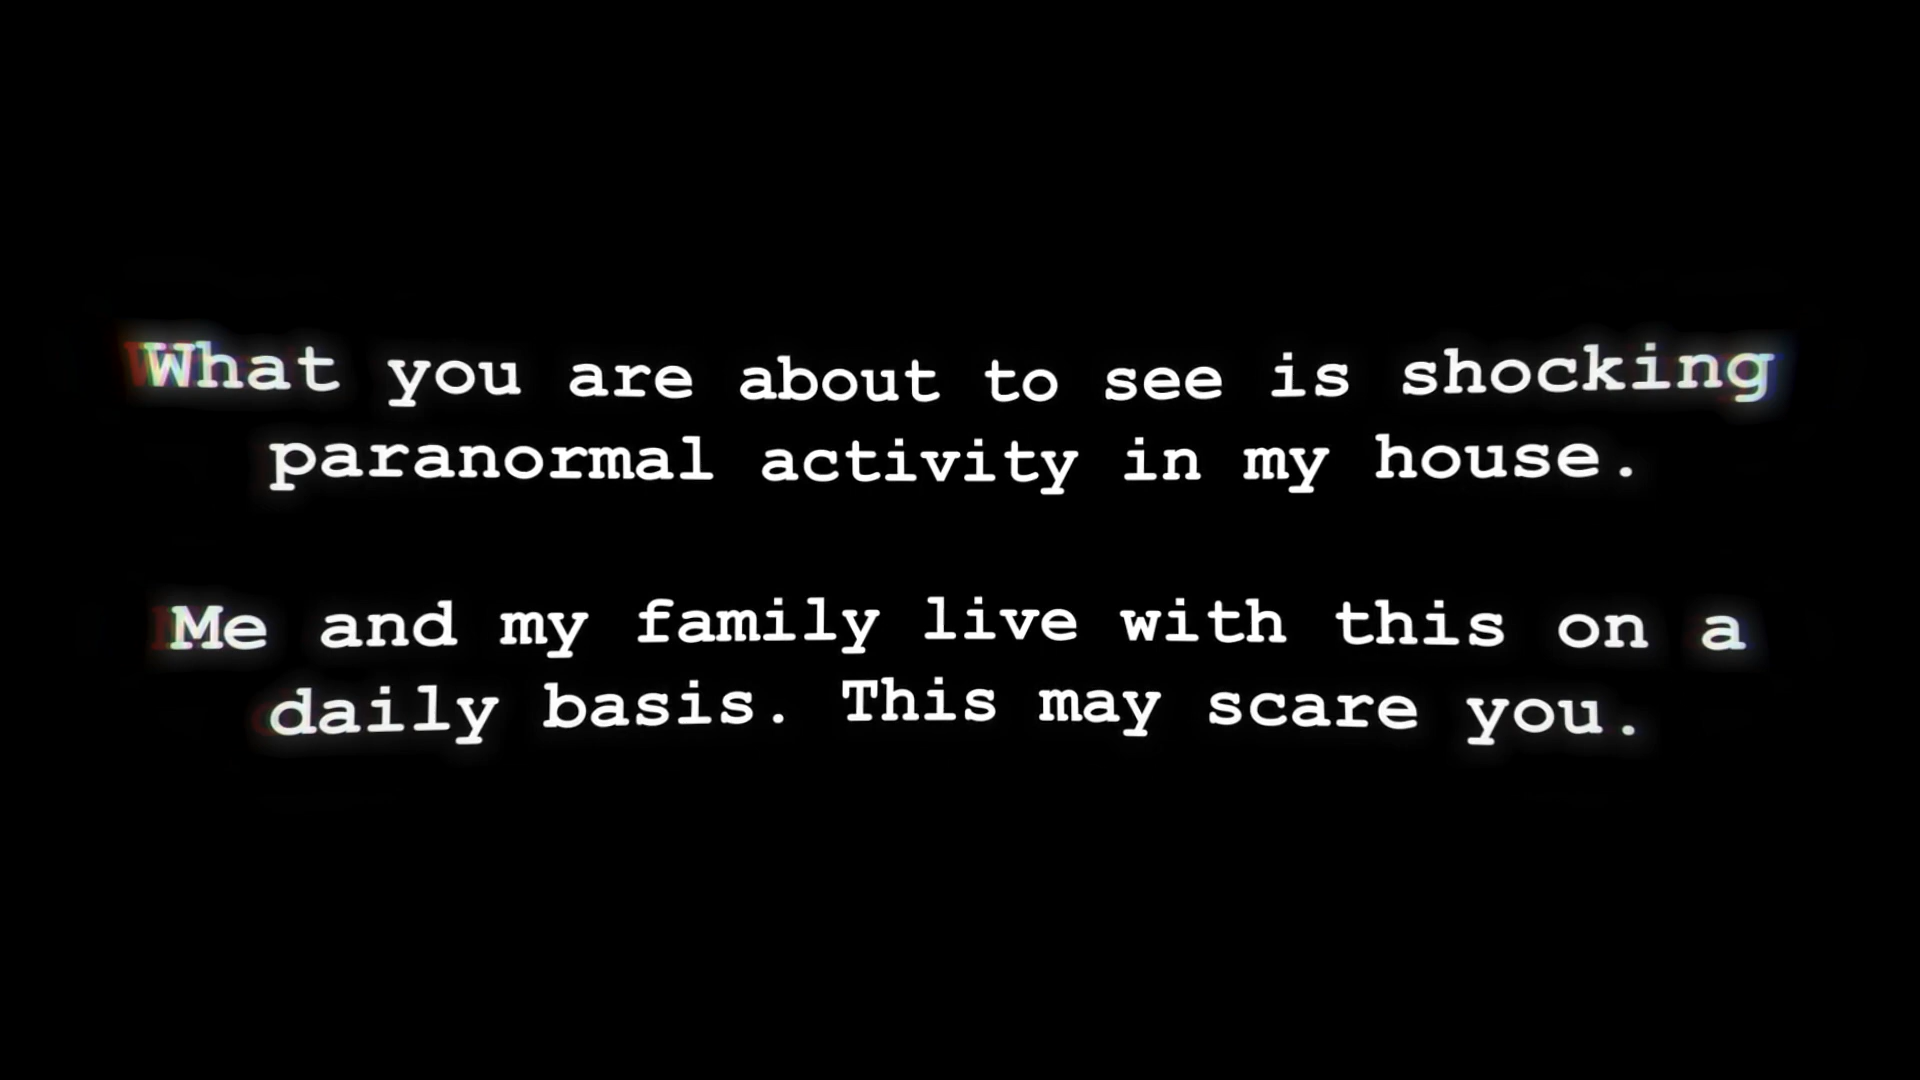 What you are about to see is shocking
paranormal activity in my house.
Me and my family live with this on a
daily basis. This may scare you.